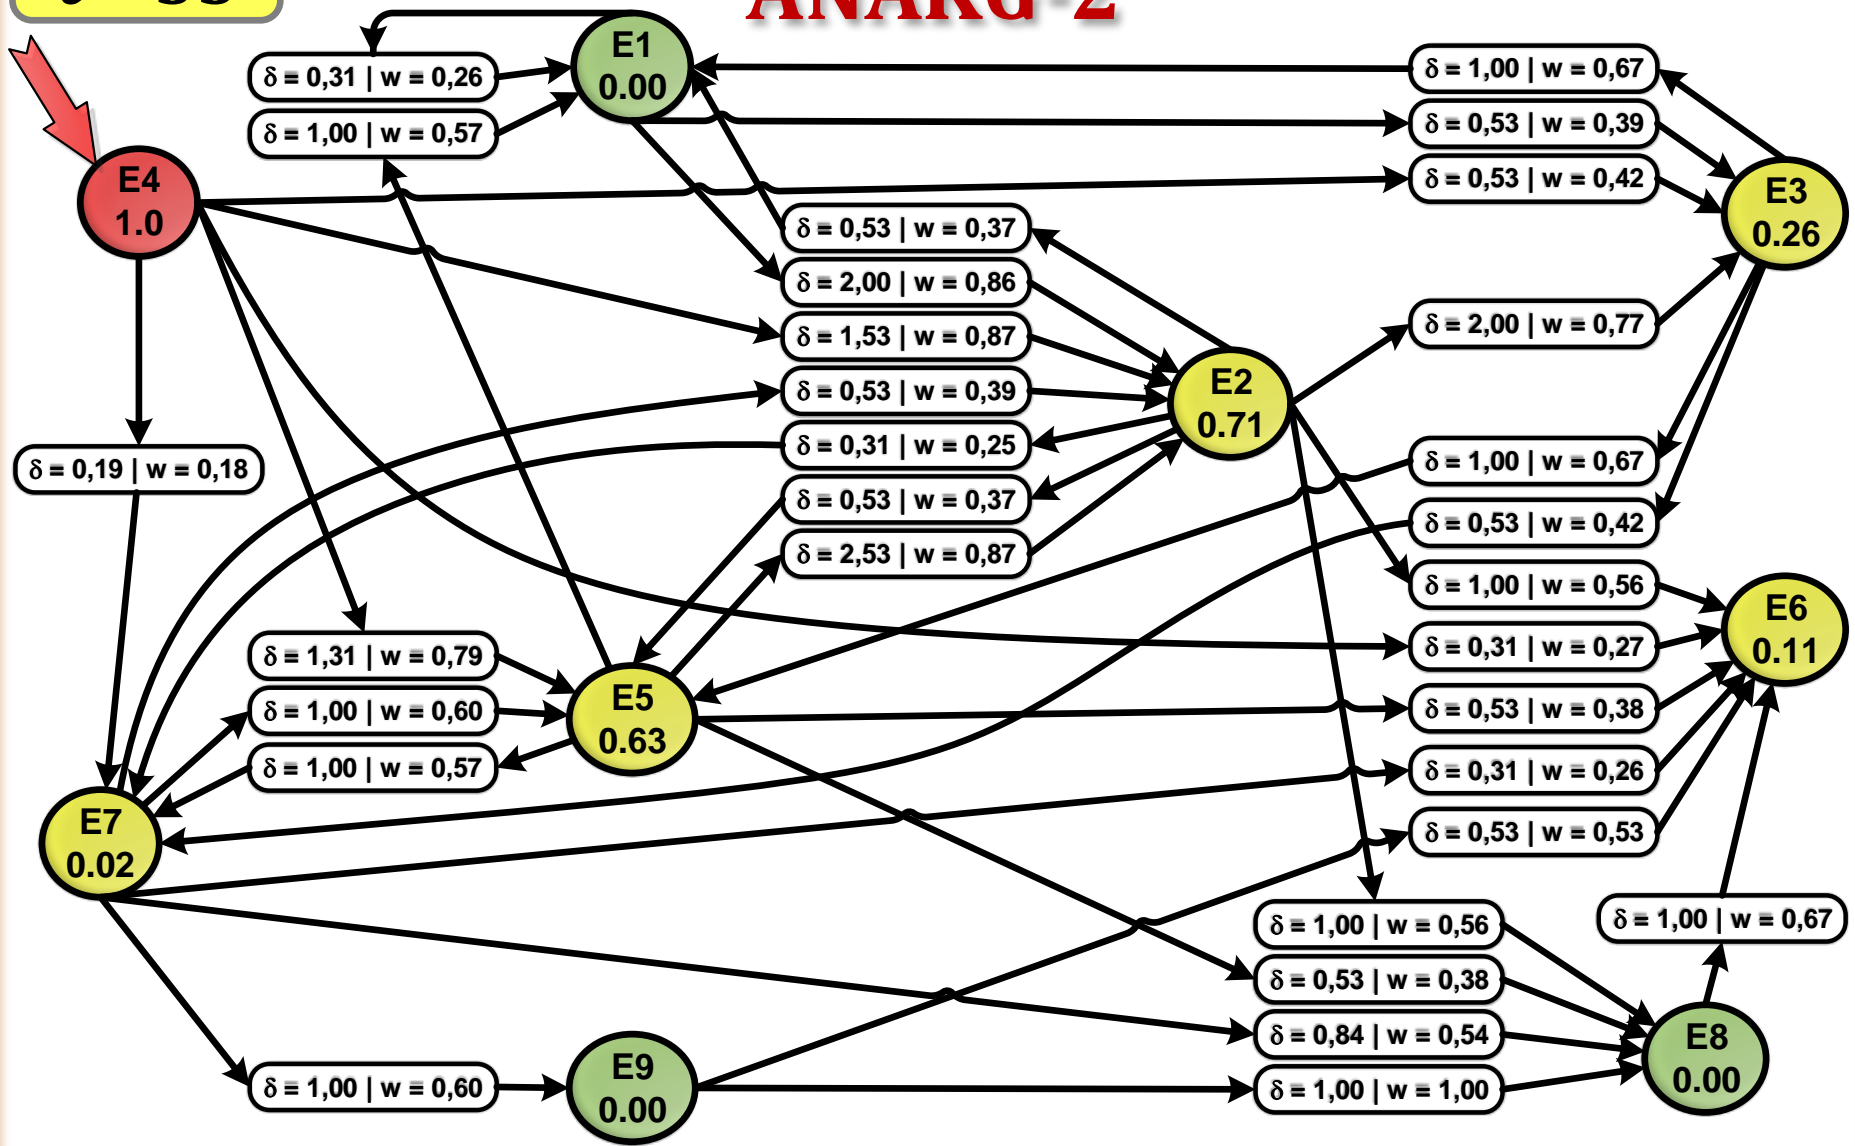 ANAKG-2
E1
0.00
δ = 0,31 | w = 0,26
δ = 1,00 | w = 0,57
δ = 1,00 | w = 0,67
δ = 0,53 | w = 0,39
δ = 0,53 | w = 0,42
E4
1.0
E3
0.26
δ = 0,53 | w = 0,37
δ = 2,00 | w = 0,86
δ = 1,53 | w = 0,87
δ = 0,53 | w = 0,39
δ = 0,31 | w = 0,25
δ = 0,53 | w = 0,37
δ = 2,53 | w = 0,87
δ = 2,00 | w = 0,77
E2
0.71
δ = 0,19 | w = 0,18
δ = 1,00 | w = 0,67
δ = 0,53 | w = 0,42
δ = 1,00 | w = 0,56
δ = 0,31 | w = 0,27
δ = 0,53 | w = 0,38
δ = 0,31 | w = 0,26
δ = 0,53 | w = 0,53
E6
0.11
δ = 1,31 | w = 0,79
δ = 1,00 | w = 0,60
δ = 1,00 | w = 0,57
E5
0.63
E7
0.02
δ = 1,00 | w = 0,56
δ = 0,53 | w = 0,38
δ = 0,84 | w = 0,54
δ = 1,00 | w = 1,00
δ = 1,00 | w = 0,67
E8
0.00
δ = 1,00 | w = 0,60
E9
0.00